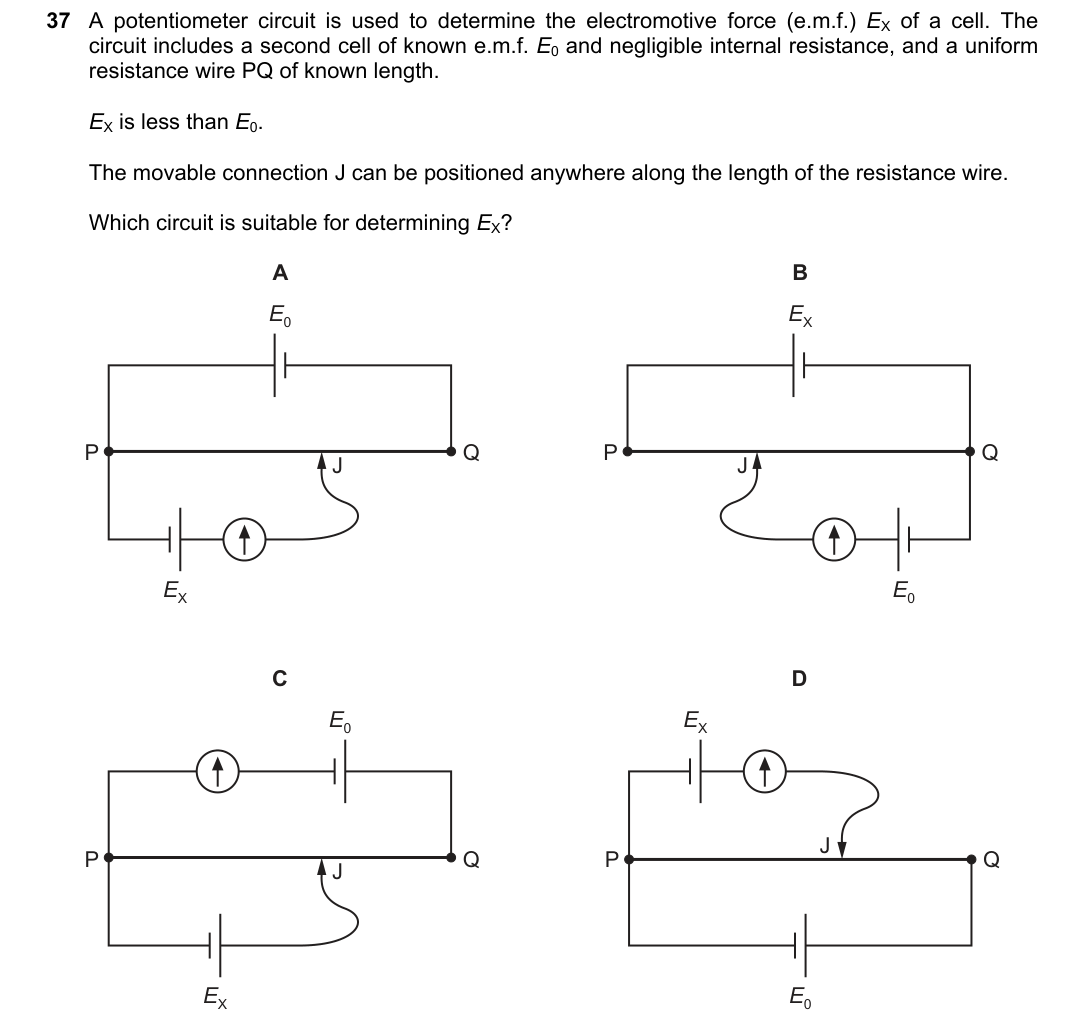 37 A potentiometer circuit is used to determine the electromotive force (e.m.f.) EX of a cell. The
circuit includes a second cell of known e.m.f. E0 and negligible internal resistance, and a uniform
resistance wire PQ of known length.
EX is less than E0.
The movable connection J can be positioned anywhere along the length of the resistance wire.
Which circuit is suitable for determining EX?
A
E0
P
J
Q
EX
B
EX
P
J
Q
E0
C
E0
P
J
Q
EX
D
EX
P
J
Q
E0